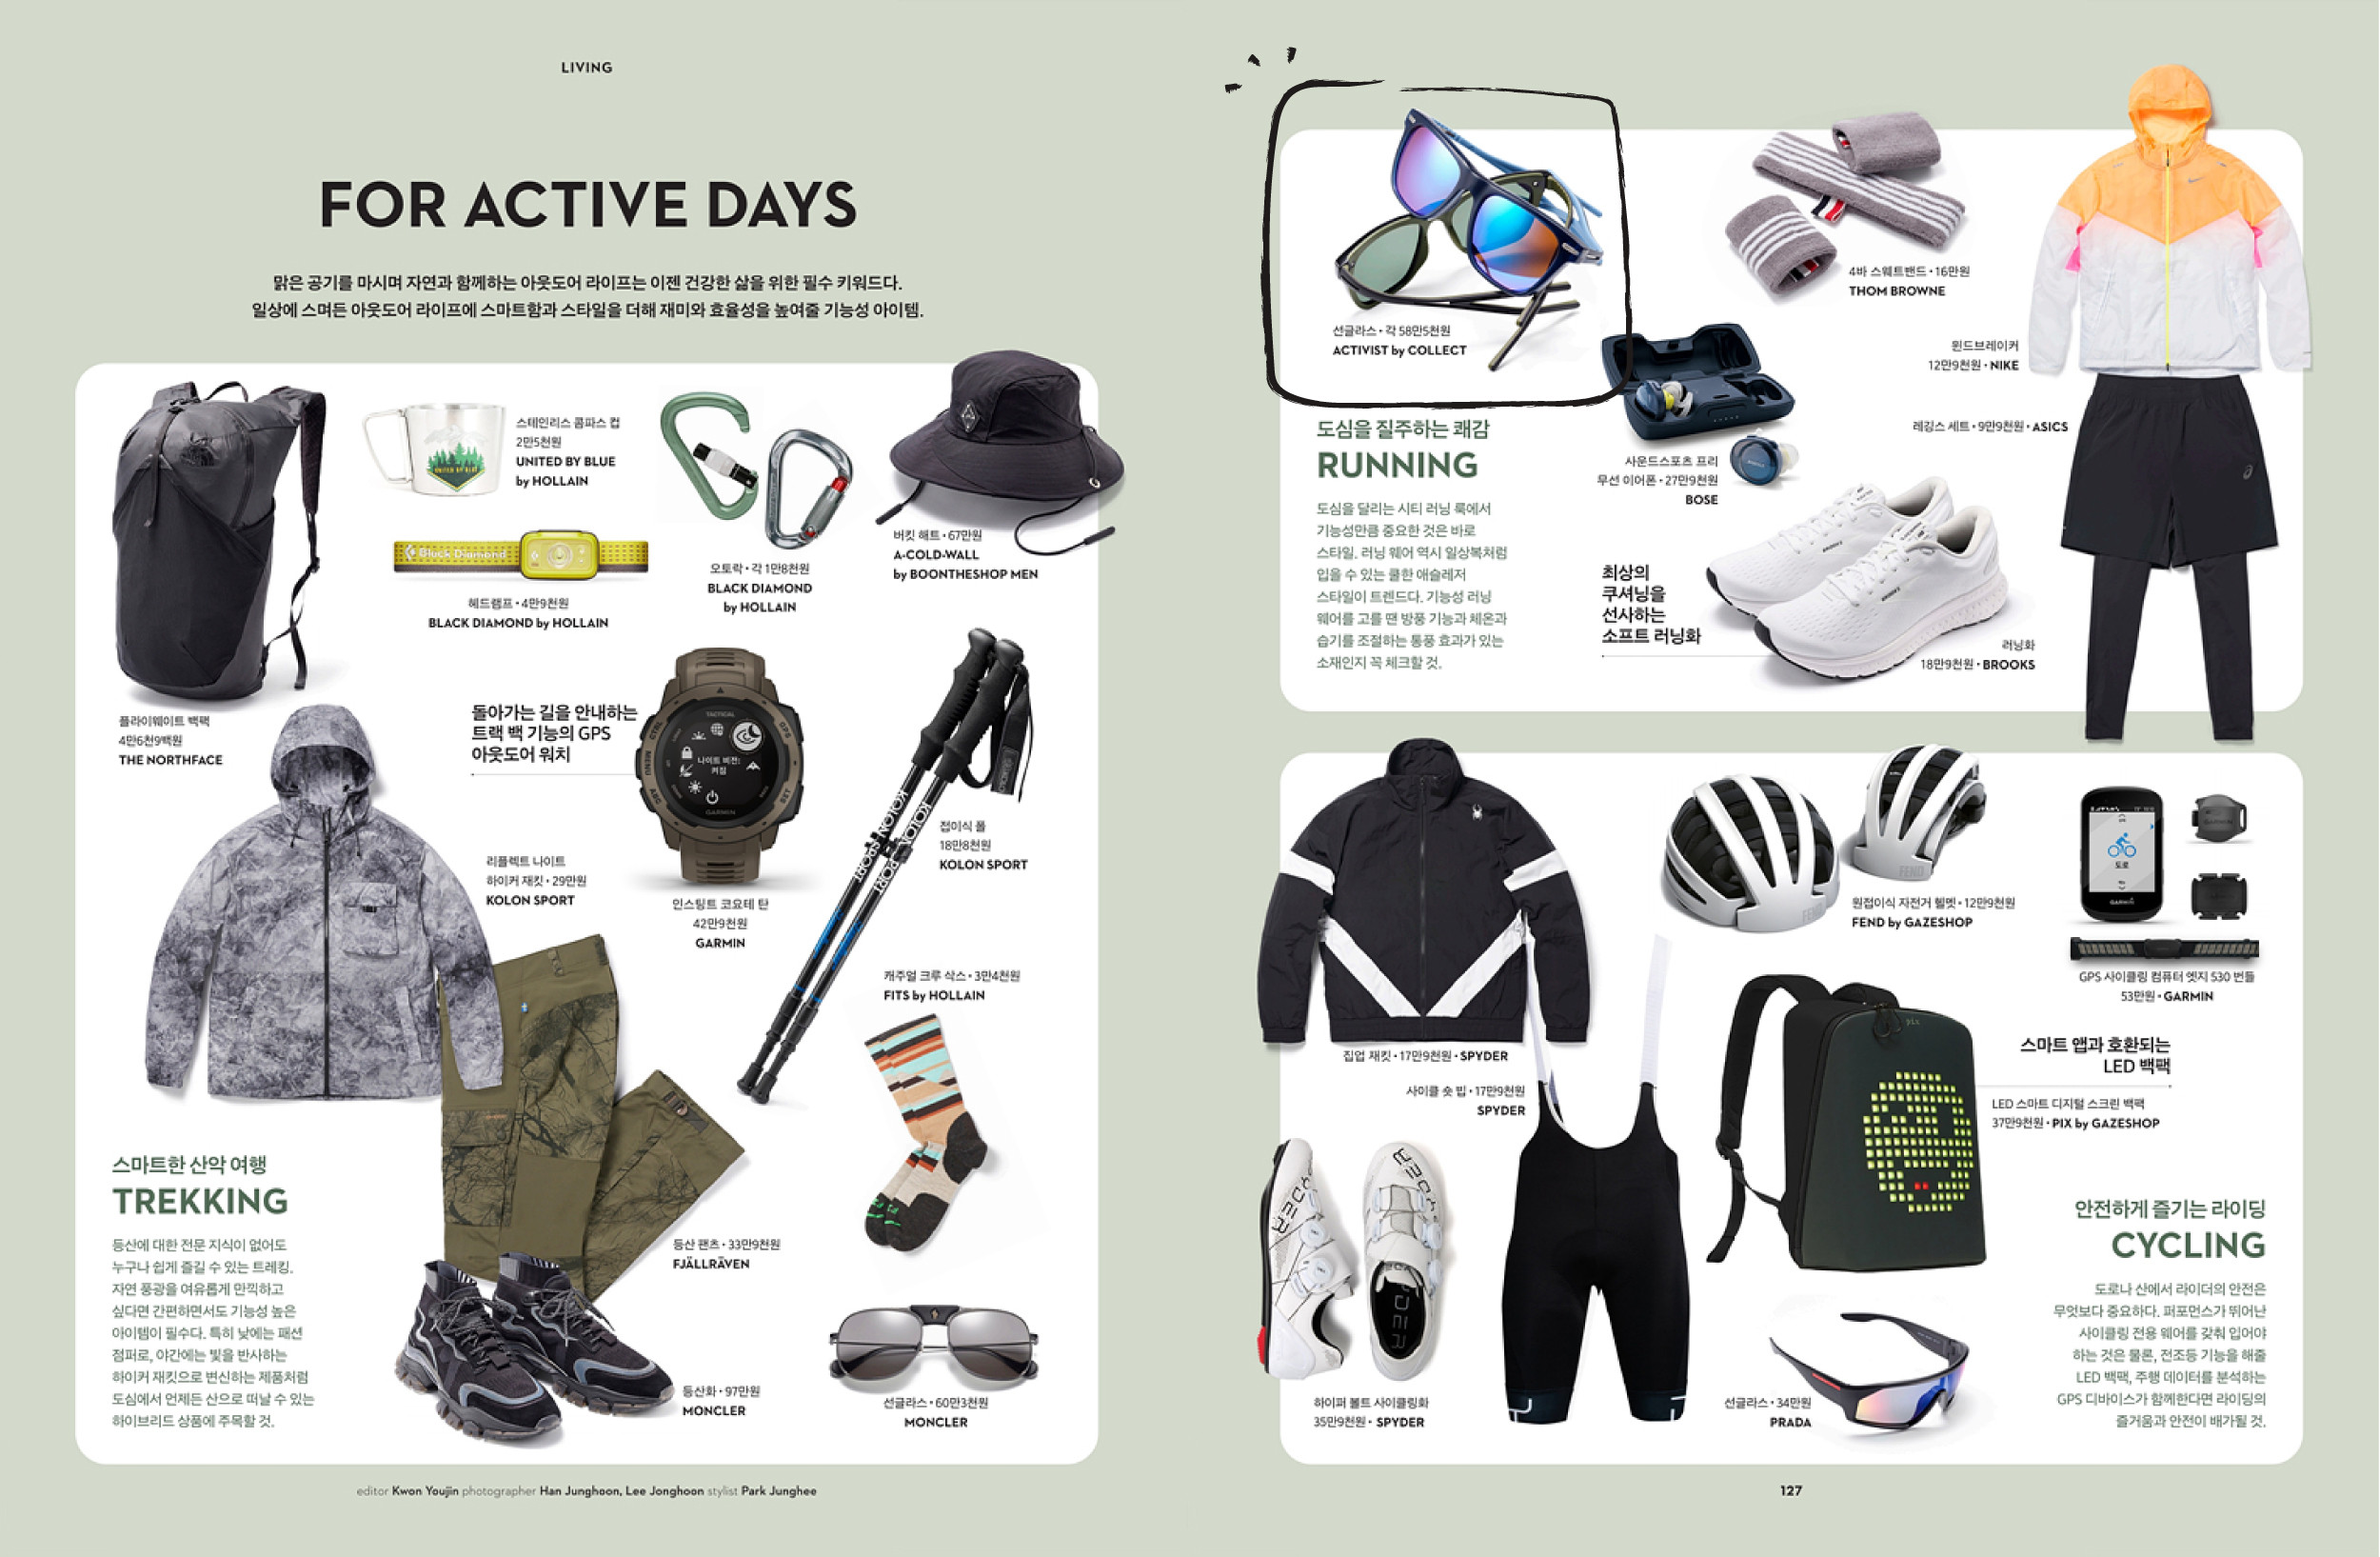 LIVING
FOR ACTIVE DAYS
맑은 공기를 마시며 자연과 함께하는 아웃도어 라이프는 이젠 건강한 삶을 위한 필수 키워드다.
일상에 스며든 아웃도어 라이프에 스마트함과 스타일을 더해 재미와 효율성을 높여줄 기능성 아이템.
스테인리스 콤파스 컵
2만5천원
UNITED BY BLUE
by HOLLAIN
UNITED BY BLUE
Black Diamond
헤드램프 • 4만9천원
BLACK DIAMOND by HOLLAIN
오토락 • 각 1만8천원
BLACK DIAMOND
by HOLLAIN
버킷 해트 • 67만원
A-COLD-WALL
by BOONTHESHOP MEN
플라이웨이트 백팩
4만6천9백원
THE NORTHFACE
돌아가는 길을 안내하는
트랙 백 기능의 GPS
아웃도어 워치
TACTICAL
CTRL
GPS
MENU
ABC
SET
나이트 비전:
켜짐
GARMIN
인스팅트 코요테 탄
42만9천원
GARMIN
KOLON SPORT
KOLON SPORT
접이식 폴
18만8천원
KOLON SPORT
리플렉트 나이트
하이커 재킷 • 29만원
KOLON SPORT
캐주얼 크루 삭스 • 3만4천원
FITS by HOLLAIN
등산 팬츠 • 33만9천원
FJÄLLRÄVEN
등산화 • 97만원
MONCLER
선글라스 • 60만3천원
MONCLER
스마트한 산악 여행
TREKKING
등산에 대한 전문 지식이 없어도
누구나 쉽게 즐길 수 있는 트레킹.
자연 풍광을 여유롭게 만끽하고
싶다면 간편하면서도 기능성 높은
아이템이 필수다. 특히 낮에는 패션
점퍼로, 야간에는 빛을 반사하는
하이커 재킷으로 변신하는 제품처럼
도심에서 언제든 산으로 떠날 수 있는
하이브리드 상품에 주목할 것.
editor Kwon Youjin photographer Han Junghoon, Lee Jonghoon stylist Park Junghee
선글라스 • 각 58만5천원
ACTIVIST by COLLECT
4바 스웨트밴드 • 16만원
THOM BROWNE
윈드브레이커
12만9천원 • NIKE
레깅스 세트 • 9만9천원 • ASICS
사운드스포츠 프리
무선 이어폰 • 27만9천원
BOSE
도심을 질주하는 쾌감
RUNNING
도심을 달리는 시티 러닝 룩에서
기능성만큼 중요한 것은 바로
스타일. 러닝 웨어 역시 일상복처럼
입을 수 있는 쿨한 애슬레저
스타일이 트렌드다. 기능성 러닝
웨어를 고를 땐 방풍 기능과 체온과
습기를 조절하는 통풍 효과가 있는
소재인지 꼭 체크할 것.
최상의
쿠셔닝을
선사하는
소프트 러닝화
BROOKS
BROOKS
러닝화
18만9천원 • BROOKS
집업 재킷 • 17만9천원 • SPYDER
사이클 숏 빕 • 17만9천원
SPYDER
FEND
FEND
원접이식 자전거 헬멧 • 12만9천원
FEND by GAZESHOP
도로
GARMIN
GARMIN
GPS 사이클링 컴퓨터 엣지 530 번들
53만원 • GARMIN
pix
스마트 앱과 호환되는
LED 백팩
LED 스마트 디지털 스크린 백팩
37만9천원 • PIX by GAZESHOP
SPYDER
하이퍼 볼트 사이클링화
35만9천원 • SPYDER
선글라스 • 34만원
PRADA
안전하게 즐기는 라이딩
CYCLING
도로나 산에서 라이더의 안전은
무엇보다 중요하다. 퍼포먼스가 뛰어난
사이클링 전용 웨어를 갖춰 입어야
하는 것은 물론, 전조등 기능을 해줄
LED 백팩, 주행 데이터를 분석하는
GPS 디바이스가 함께한다면 라이딩의
즐거움과 안전이 배가될 것.
127